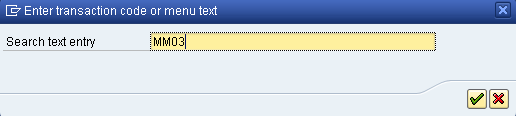 Enter transaction code or menu text
Search text entry MM03